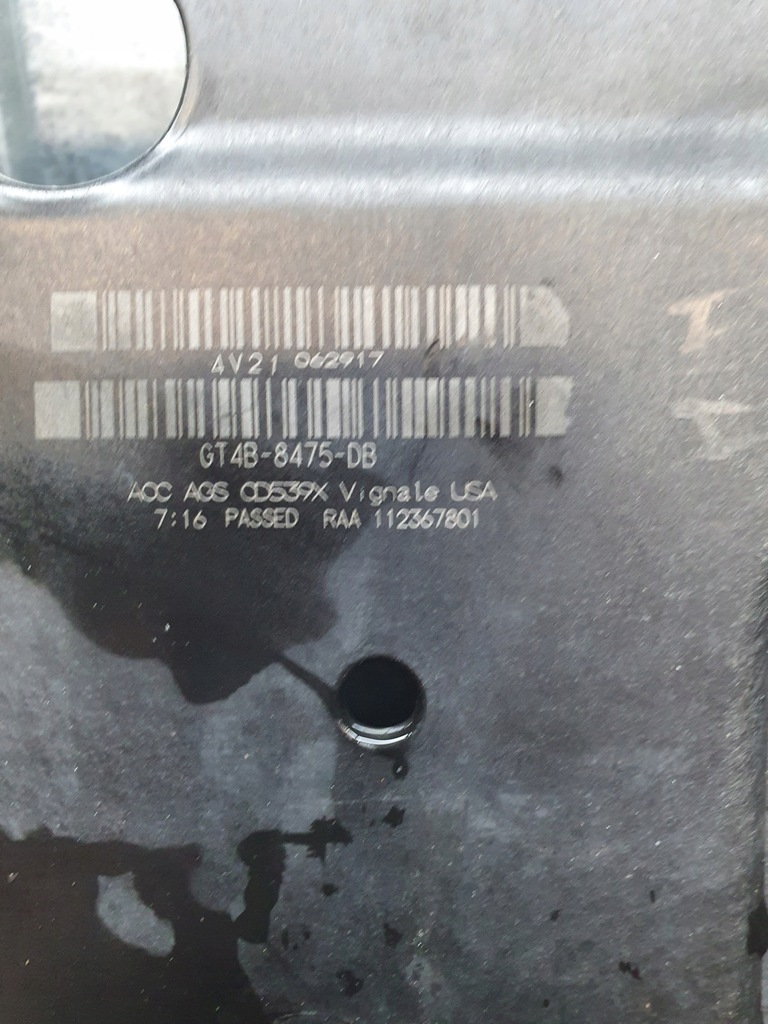 4V21 062917
GT4B-8475-DB
ACC AGS CD539X Vignale USA
7:16 PASSED RAA 112367801